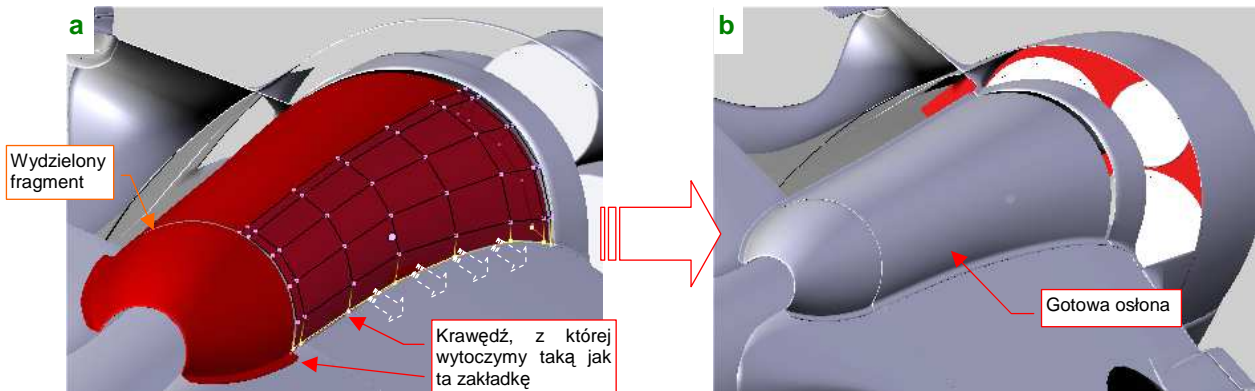 a
b
Wydzielony
fragment
Krawędź, z której
wytoczymy taką jak
ta zakładkę
Gotowa osłona